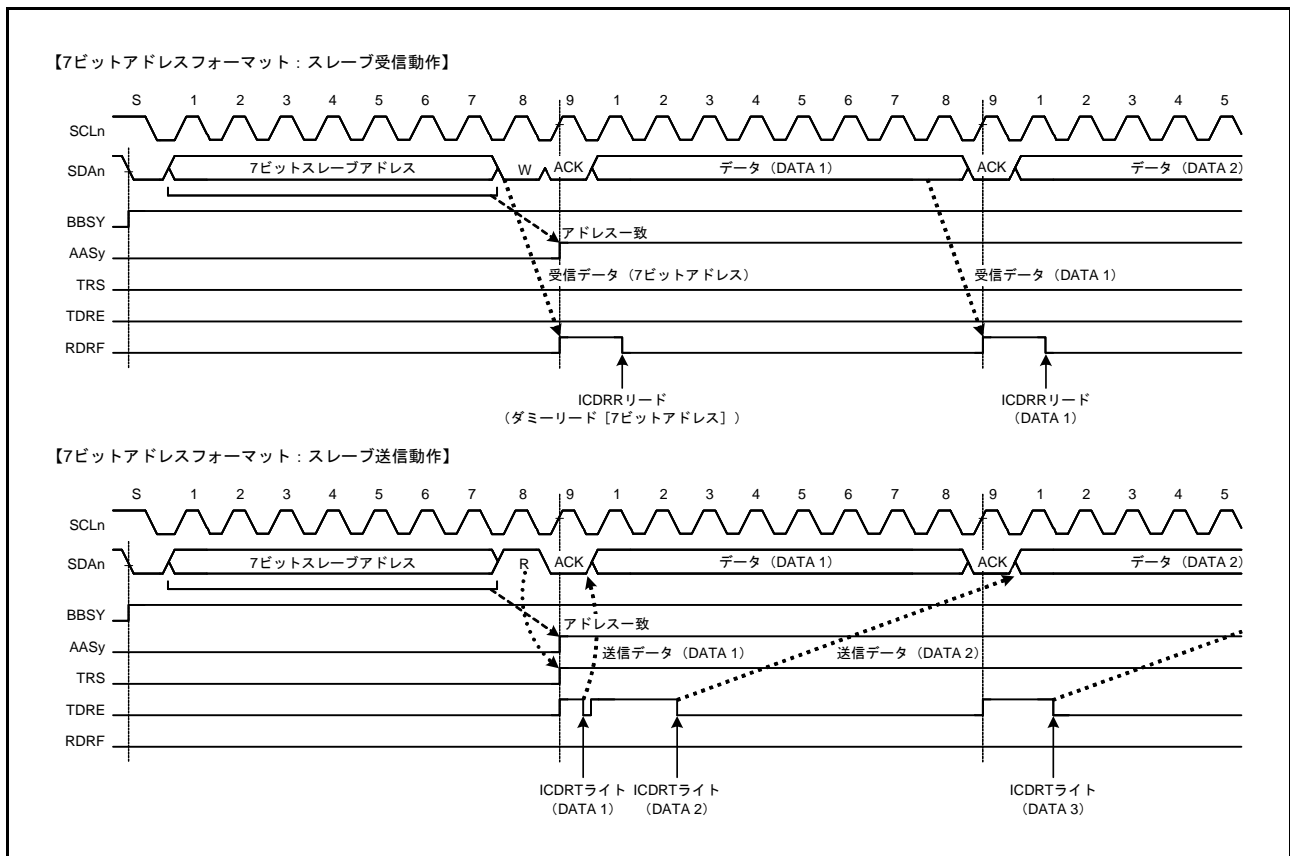 【7ビットアドレスフォーマット：スレーブ受信動作】
S 1 2 3 4 5 6 7 8 9 1 2 3 4 5 6 7 8 9 1 2 3 4 5
SCLn
SDAn 7ビットスレーブアドレス W ACK データ（DATA 1） ACK データ（DATA 2）
BBSY
アドレス一致
AASy
受信データ（7ビットアドレス） 受信データ（DATA 1）
TRS
TDRE
RDRF
ICDRRリード ICDRRリード
（ダミーリード［7ビットアドレス］） （DATA 1）
【7ビットアドレスフォーマット：スレーブ送信動作】
S 1 2 3 4 5 6 7 8 9 1 2 3 4 5 6 7 8 9 1 2 3 4 5
SCLn
SDAn 7ビットスレーブアドレス R ACK データ（DATA 1） ACK データ（DATA 2）
BBSY
アドレス一致
AASy
送信データ（DATA 1） 送信データ（DATA 2）
TRS
TDRE
RDRF
ICDRTライト ICDRTライト ICDRTライト
（DATA 1） （DATA 2） （DATA 3）